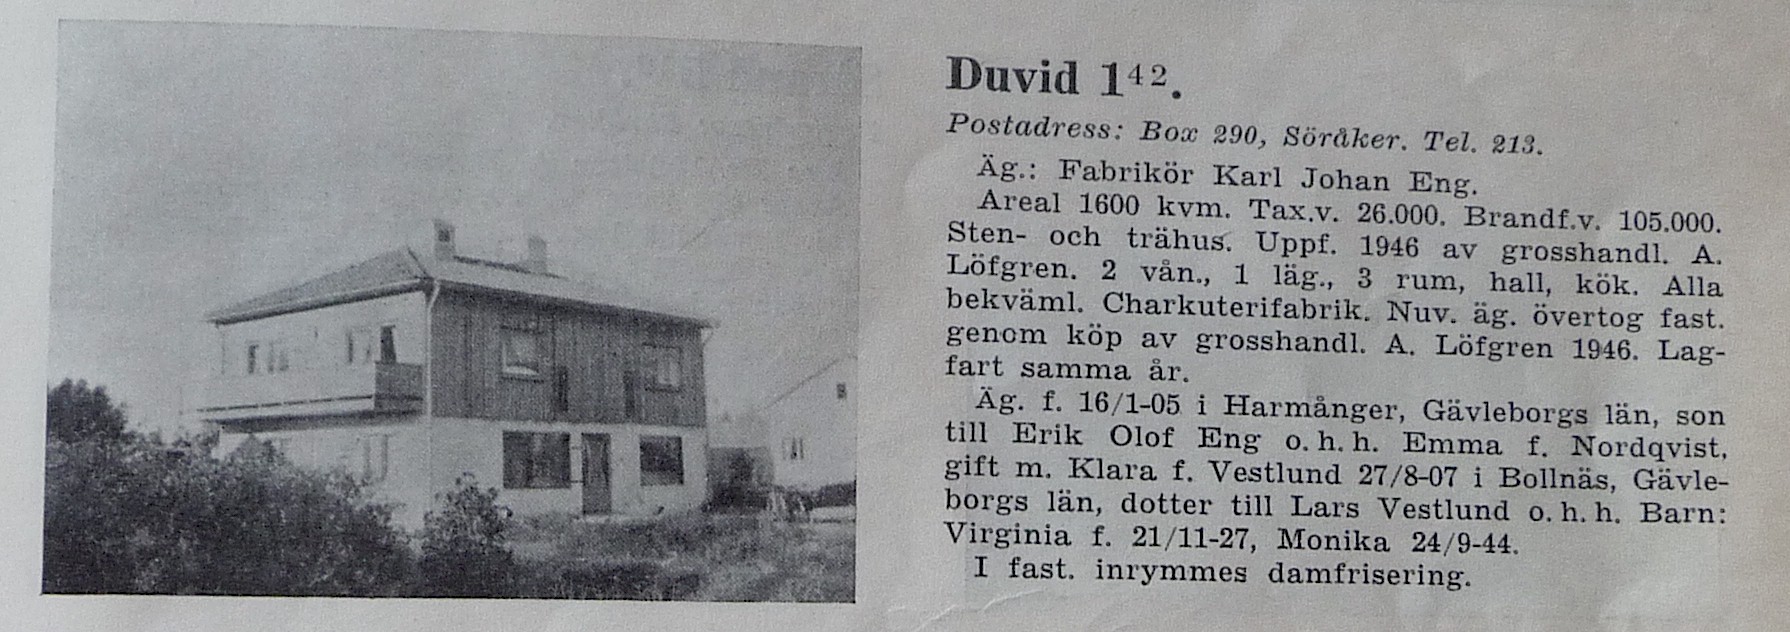 Duvid 1⁴².
Postadress: Box 290, Söråker. Tel. 213.
Äg.: Fabrikör Karl Johan Eng.
Areal 1600 kvm. Tax.v. 26.000. Brandf.v. 105.000.
Sten- och trähus. Uppf. 1946 av grosshandl. A.
Löfgren. 2 vån., 1 läg., 3 rum, hall, kök. Alla
bekväml. Charkuterifabrik. Nuv. äg. övertog fast.
genom köp av grosshandl. A. Löfgren 1946. Lag-
fart samma år.
Äg. f. 16/1-05 i Harmånger, Gävleborgs län, son
till Erik Olof Eng o. h. h. Emma f. Nordqvist,
gift m. Klara f. Vestlund 27/8-07 i Bollnäs, Gävle-
borgs län, dotter till Lars Vestlund o. h. h. Barn:
Virginia f. 21/11-27, Monika 24/9-44.
I fast. inrymmes damfrisering.